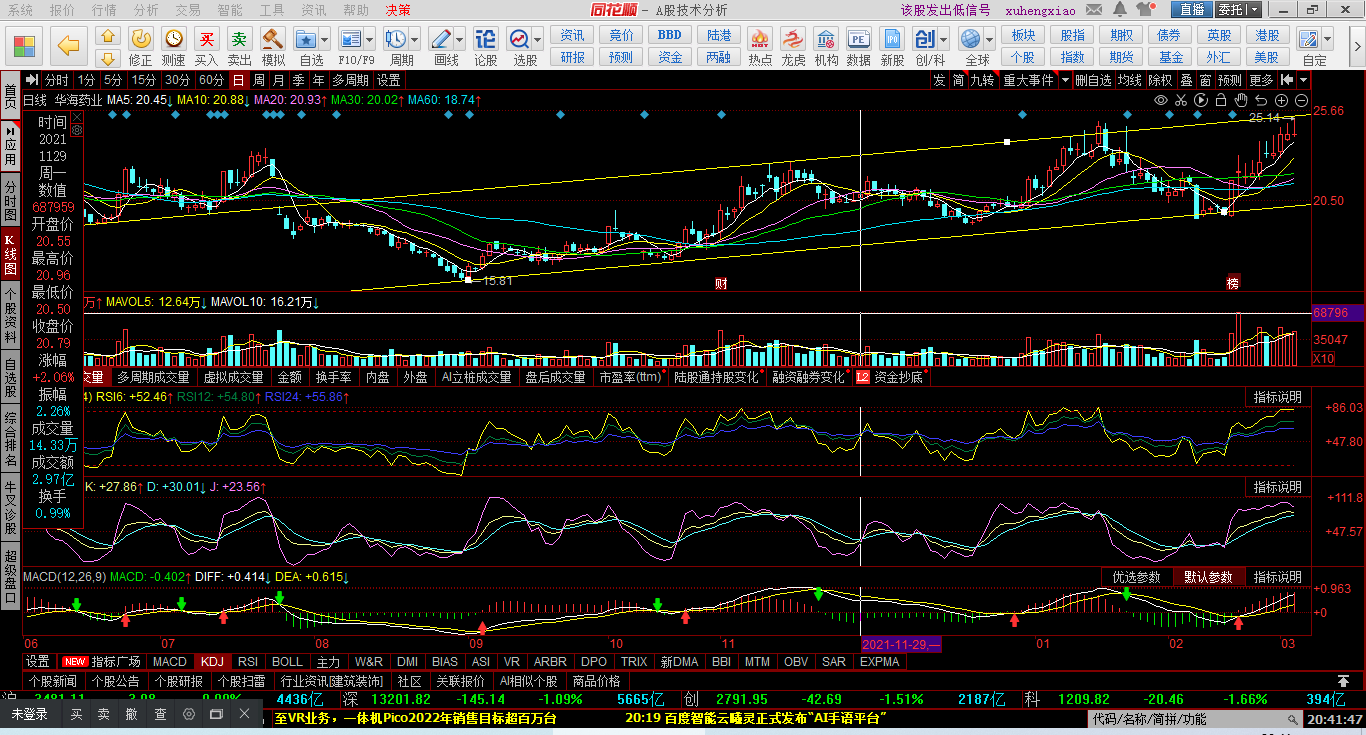 系统 报价 行情 分析 交易 智能 工具 资讯 帮助 决策 同花顺 - A股技术分析 该股发出低信号 xuhengxiao 直播 委托
资讯 竞价 BBD 陆港 板块 股指 期权 债券 英股 港股
修正 测速 买入 卖出 模拟 自选 F10/F9 周期 画线 论股 选股 研报 预测 资金 两融 热点 龙虎 机构 数据 新股 创/科 全球 个股 指数 期货 基金 外汇 美股 自定
分时 1分 5分 15分 30分 60分 日 周 月 季 年 多周期 设置 发 简 九转 重大事件 删自选 均线 除权 叠 窗 预测 更多
日线 华海药业 MA5: 20.45↓ MA10: 20.88↓ MA20: 20.93↑ MA30: 20.02↑ MA60: 18.74↑
首页
应用
分时图
K线图
个股资料
自选股
综合排名
牛叉诊股
超级盘口
时间
2021
1129
周一
数值
687959
开盘价
20.55
最高价
20.96
最低价
20.50
收盘价
20.79
涨幅
+2.06%
振幅
2.26%
成交量
14.33万
成交额
2.97亿
换手
0.99%
25.66
25.14
20.50
15.81
财
榜
万↑ MAVOL5: 12.64万↓ MAVOL10: 16.21万↓
68796
35047
X10
交量 多周期成交量 虚拟成交量 金额 换手率 内盘 外盘 AI立桩成交量 盘后成交量 市盈率(ttm) 陆股通持股变化 融资融券变化 L2 资金抄底
4) RSI6: +52.46↑ RSI12: +54.80↑ RSI24: +55.86↑ 指标说明
+86.03
+47.80
K: +27.86↑ D: +30.01↓ J: +23.56↑ 指标说明
+111.8
+47.57
MACD(12,26,9) MACD: -0.402↑ DIFF: +0.414↓ DEA: +0.615↓ 优选参数 默认参数 指标说明
+0.963
+0
06 07 08 09 10 11 2021-11-29,一 01 02 03
设置 NEW 指标广场 MACD KDJ RSI BOLL 主力 W&R DMI BIAS ASI VR ARBR DPO TRIX 新DMA BBI MTM OBV SAR EXPMA
个股新闻 个股公告 个股研报 个股扫雷 行业资讯[建筑装饰] 社区 关联报价 AI相似个股 商品价格
沪 3481.11 4436亿 深 13201.82 -145.14 -1.09% 5665亿 创 2791.95 -42.69 -1.51% 2187亿 科 1209.82 -20.46 -1.66% 394亿
未登录 买 卖 撤 查 至VR业务，一体机Pico2022年销售目标超百万台 20:19 百度智能云曦灵正式发布“AI手语平台” 代码/名称/简拼/功能 20:41:47